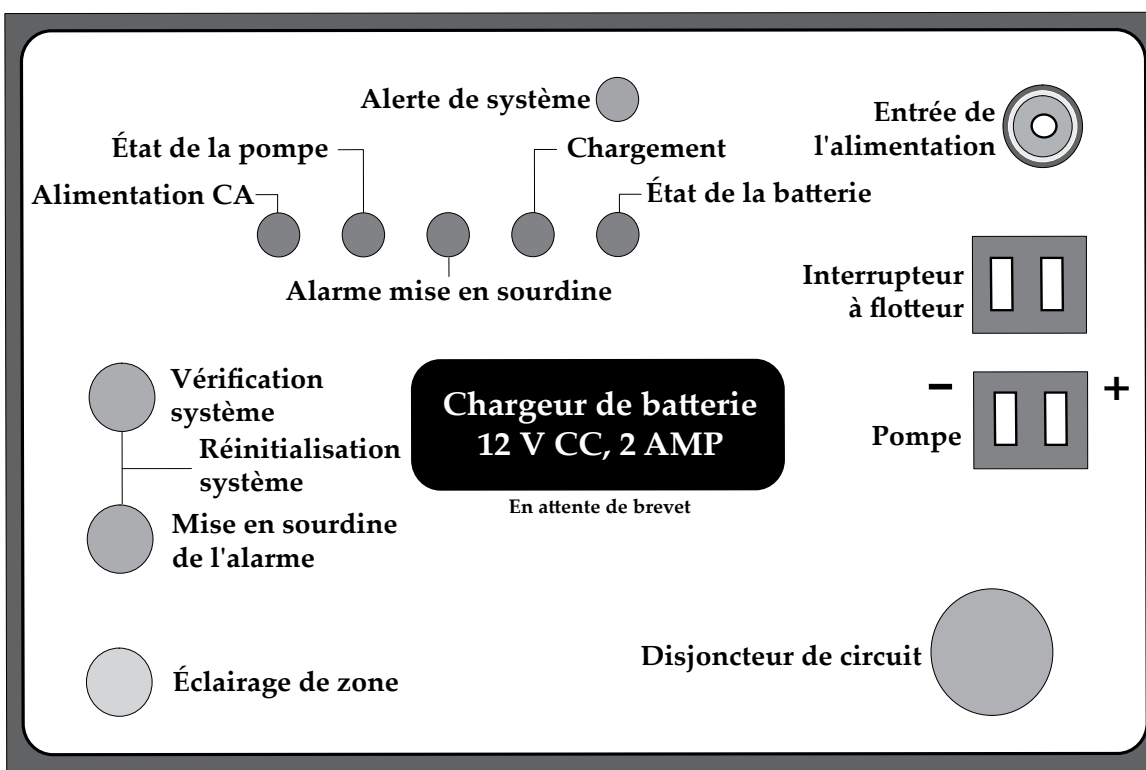 Alerte de système
État de la pompe
Chargement
Alimentation CA
État de la batterie
Alarme mise en sourdine
Entrée de
l'alimentation
Interrupteur
à flotteur
– +
Pompe
Vérification
système
Réinitialisation
système
Mise en sourdine
de l'alarme
Chargeur de batterie
12 V CC, 2 AMP
En attente de brevet
Disjoncteur de circuit
Éclairage de zone